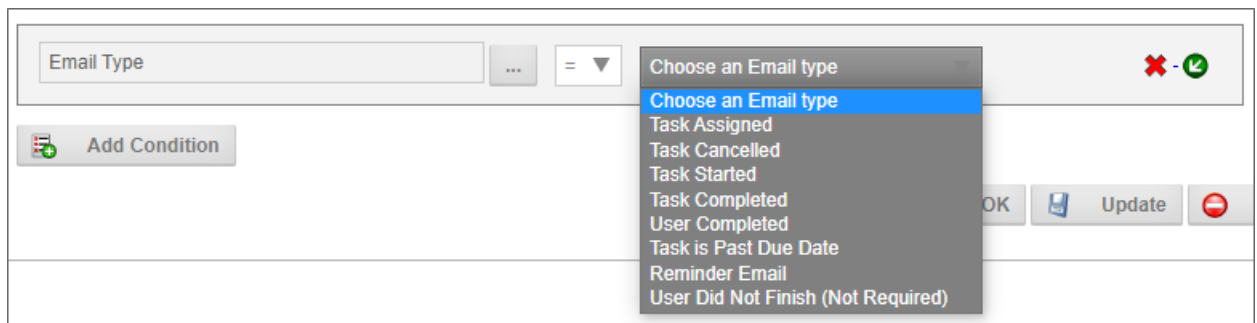 Email Type ... = Choose an Email type -
Choose an Email type
Task Assigned
Add Condition
Task Cancelled
Task Started
Task Completed
OK Update
User Completed
Task is Past Due Date
Reminder Email
User Did Not Finish (Not Required)